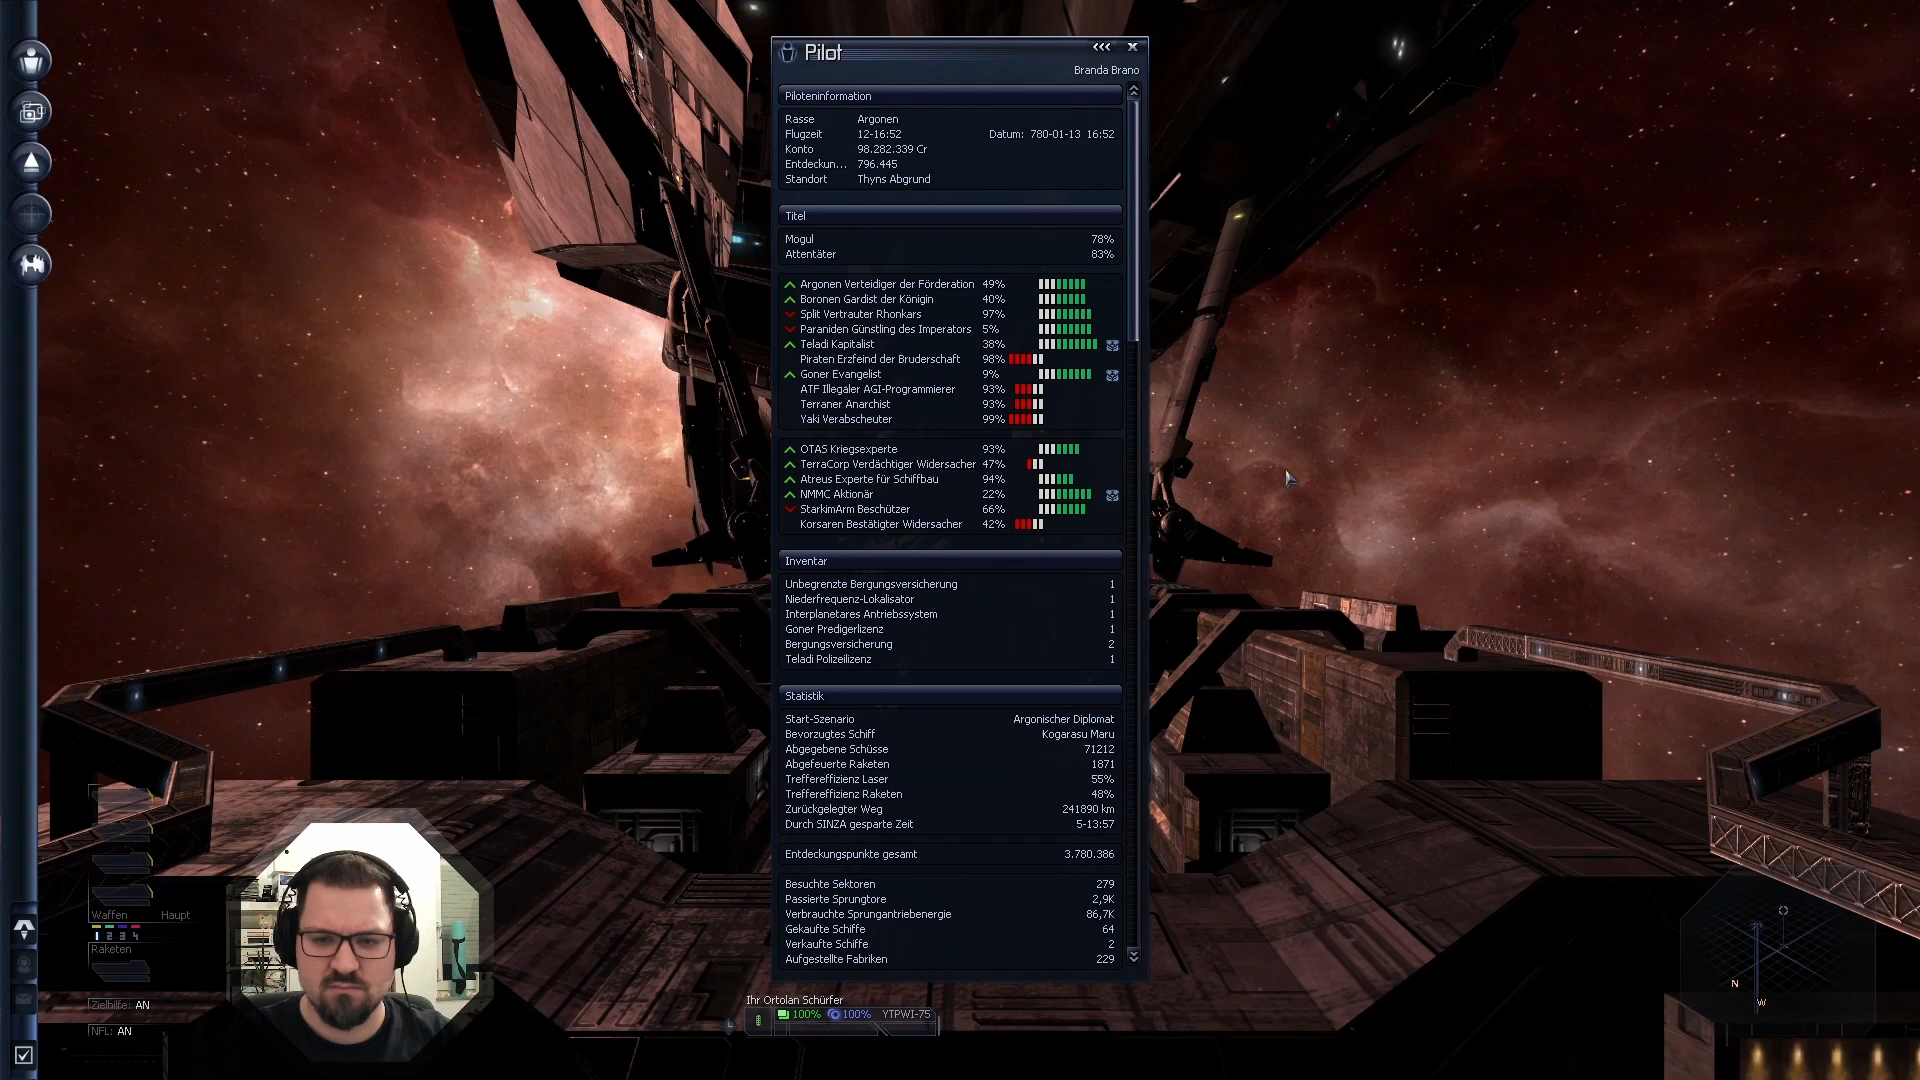 Pilot
Branda Brano
Piloteninformation
Rasse Argonen
Flugzeit 12-16:52 Datum: 780-01-13 16:52
Konto 98.282.339 Cr
Entdeckun... 796.445
Standort Thyns Abgrund
Titel
Mogul 78%
Attentäter 83%
Argonen Verteidiger der Förderation 49%
Boronen Gardist der Königin 40%
Split Vertrauter Rhonkars 97%
Paraniden Günstling des Imperators 5%
Teladi Kapitalist 38%
Piraten Erzfeind der Bruderschaft 98%
Goner Evangelist 9%
ATF Illegaler AGI-Programmierer 93%
Terraner Anarchist 93%
Yaki Verabscheuter 99%
OTAS Kriegsexperte 93%
TerraCorp Verdächtiger Widersacher 47%
Atreus Experte für Schiffbau 94%
NMMC Aktionär 22%
StarkimArm Beschützer 66%
Korsaren Bestätigter Widersacher 42%
Inventar
Unbegrenzte Bergungsversicherung 1
Niederfrequenz-Lokalisator 1
Interplanetares Antriebssystem 1
Goner Predigerlizenz 1
Bergungsversicherung 2
Teladi Polizeilizenz 1
Statistik
Start-Szenario Argonischer Diplomat
Bevorzugtes Schiff Kogarasu Maru
Abgegebene Schüsse 71212
Abgefeuerte Raketen 1871
Treffereffizienz Laser 55%
Treffereffizienz Raketen 48%
Zurückgelegter Weg 241890 km
Durch SINZA gesparte Zeit 5-13:57
Entdeckungspunkte gesamt 3.780.386
Besuchte Sektoren 279
Passierte Sprungtore 2,9K
Verbrauchte Sprungantriebenergie 86,7K
Gekaufte Schiffe 64
Verkaufte Schiffe 2
Aufgestellte Fabriken 229
Waffen Haupt
1 2 3 4
Raketen
Zielhilfe: AN
NFL: AN
Ihr Ortolan Schürfer
100% 100% YTPWI-75
N
W